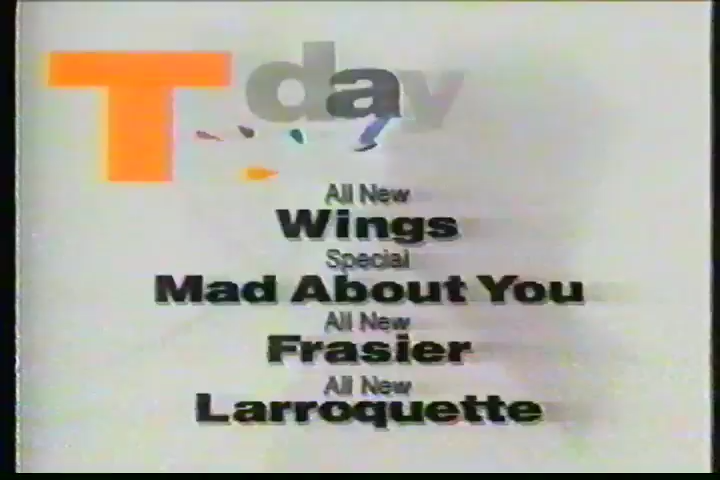 T day
All New
Wings
Special
Mad About You
All New
Frasier
All New
Larroquette